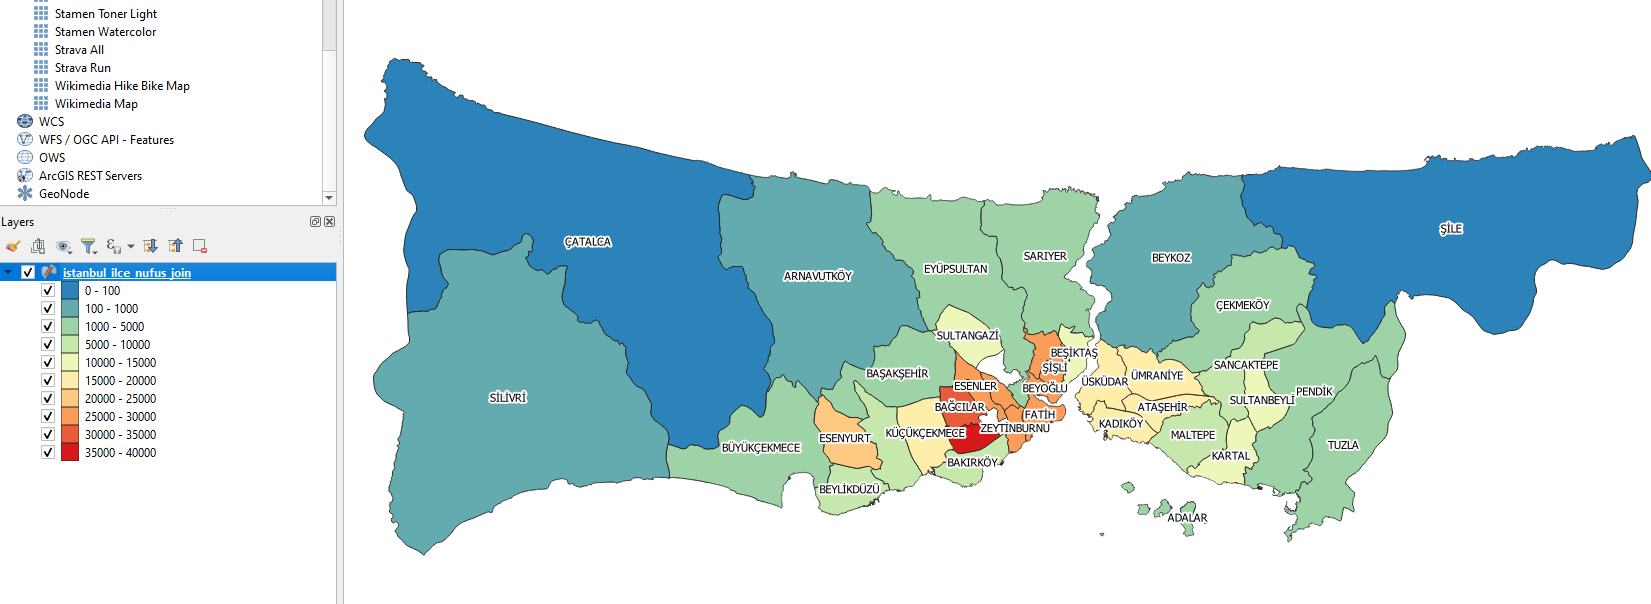 Stamen Toner Light
Stamen Watercolor
Strava All
Strava Run
Wikimedia Hike Bike Map
Wikimedia Map
WCS
WFS / OGC API - Features
OWS
ArcGIS REST Servers
GeoNode
Layers
istanbul_ilce_nufus_join
0 - 100
100 - 1000
1000 - 5000
5000 - 10000
10000 - 15000
15000 - 20000
20000 - 25000
25000 - 30000
30000 - 35000
35000 - 40000
ÇATALCA
ŞİLE
SARIYER
BEYKOZ
EYÜPSULTAN
ARNAVUTKÖY
ÇEKMEKÖY
SULTANGAZİ
BEŞİKTAŞ
ŞİŞLİ
SANCAKTEPE
BAŞAKŞEHİR
ÜMRANİYE
ÜSKÜDAR
ESENLER
BEYOĞLU
PENDİK
SİLİVRİ
SULTANBEYLİ
BAĞCILAR
ATAŞEHİR
FATİH
KADIKÖY
ZEYTİNBURNU
KÜÇÜKÇEKMECE
MALTEPE
ESENYURT
TUZLA
BÜYÜKÇEKMECE
KARTAL
BAKIRKÖY
BEYLİKDÜZÜ
ADALAR